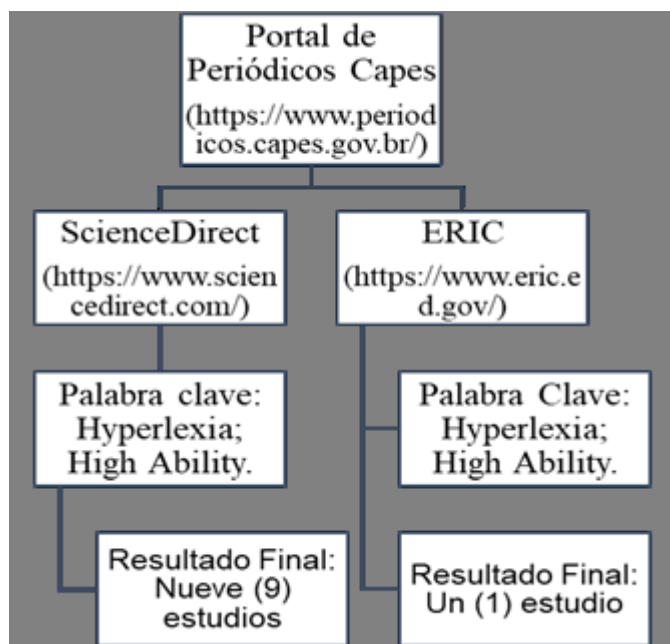 Portal de
Periódicos Capes
(https://www.period
icos.capes.gov.br/)
ScienceDirect
(https://www.scien
cedirect.com/)
ERIC
(https://www.eric.e
d.gov/)
Palabra clave:
Hyperlexia;
High Ability.
Palabra Clave:
Hyperlexia;
High Ability.
Resultado Final:
Nueve (9)
estudios
Resultado Final:
Un (1) estudio